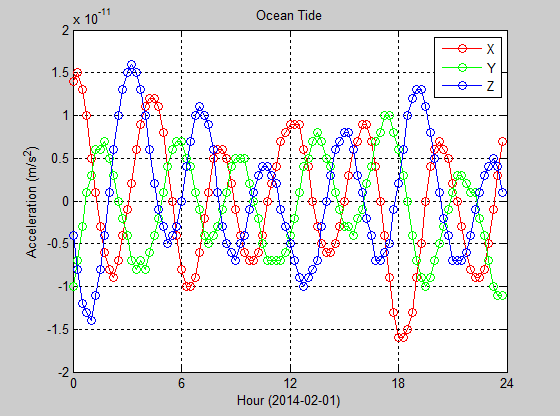 Ocean Tide
x 10^-11
2
1.5
1
0.5
0
-0.5
-1
-1.5
-2
Acceleration (m/s^2)
X
Y
Z
0 6 12 18 24
Hour (2014-02-01)